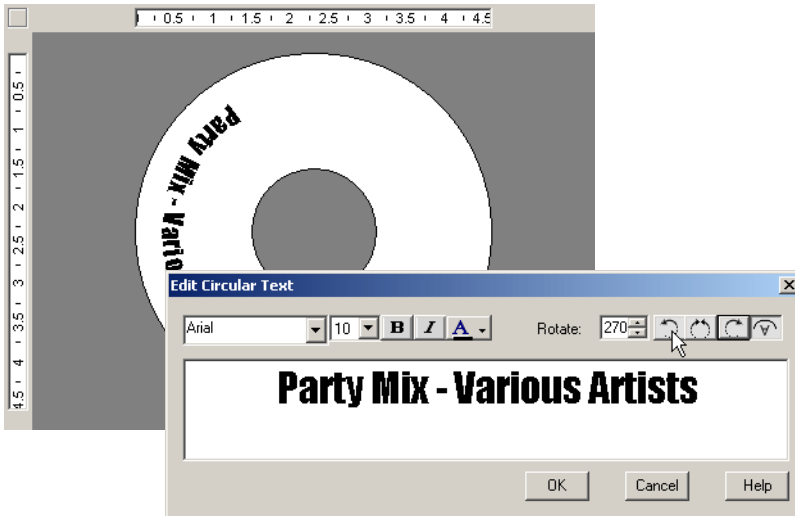 0.5 1 1.5 2 2.5 3 3.5 4 4.5
0.5 1 1.5 2 2.5 3 3.5 4 4.5
Party Mix - Vario
Edit Circular Text
Arial 10 B I A Rotate: 270
Party Mix - Various Artists
OK Cancel Help